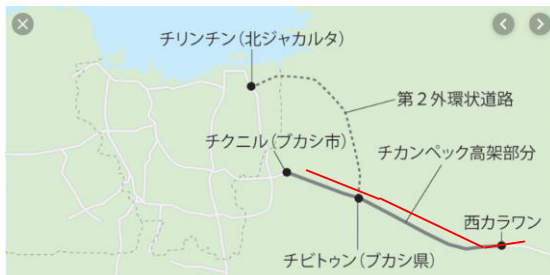 チリンチン(北ジャカルタ)
第2外環状道路
チクニル(ブカシ市)
チカンペック高架部分
西カラワン
チビトゥン(ブカシ県)